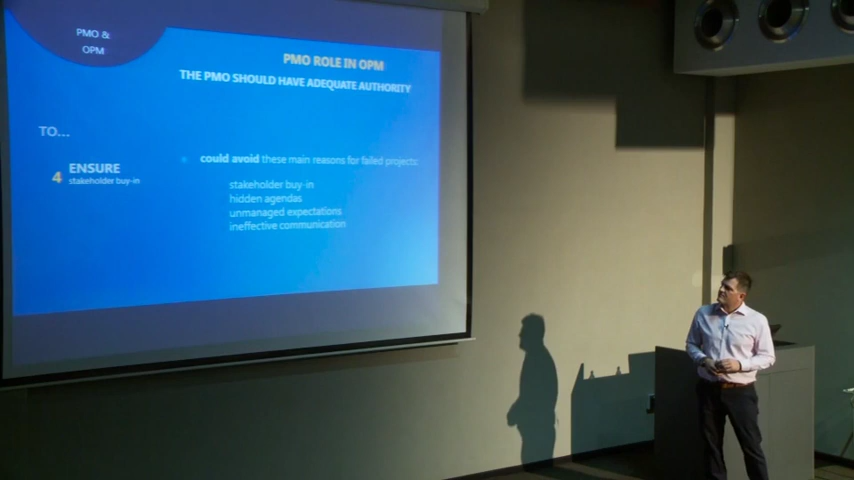 PMO &
OPM
PMO ROLE IN OPM
THE PMO SHOULD HAVE ADEQUATE AUTHORITY
TO...
4 ENSURE
stakeholder buy-in
could avoid these main reasons for failed projects:
stakeholder buy-in
hidden agendas
unmanaged expectations
ineffective communication